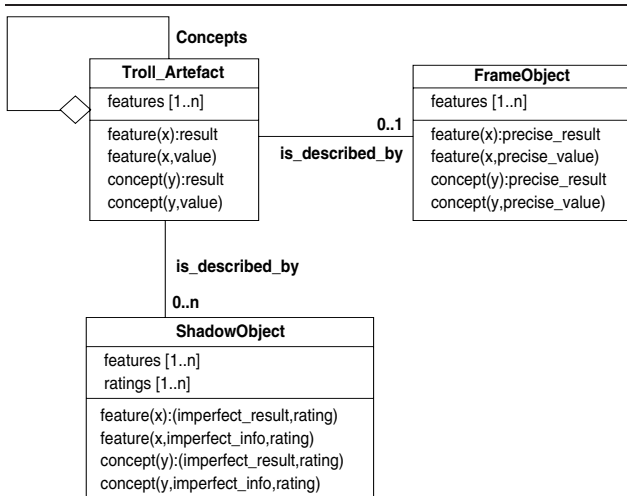 Concepts
Troll_Artefact
features [1..n]
feature(x):result
feature(x,value)
concept(y):result
concept(y,value)
FrameObject
features [1..n]
feature(x):precise_result
feature(x,precise_value)
concept(y):precise_result
concept(y,precise_value)
0..1
is_described_by
is_described_by
0..n
ShadowObject
features [1..n]
ratings [1..n]
feature(x):(imperfect_result,rating)
feature(x,imperfect_info,rating)
concept(y):(imperfect_result,rating)
concept(y,imperfect_info,rating)